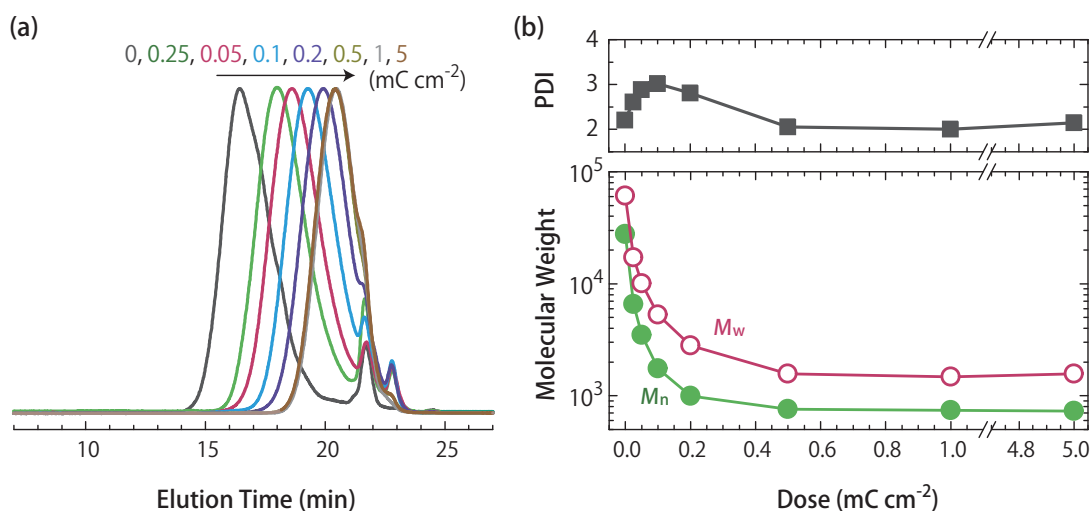 (a)
0, 0.25, 0.05, 0.1, 0.2, 0.5, 1, 5
(mC cm⁻²)
10 15 20 25
Elution Time (min)
(b)
PDI
4
3
2
Molecular Weight
10⁵
10⁴
10³
Mw
Mn
0.0 0.2 0.4 0.6 0.8 1.0 4.8 5.0
Dose (mC cm⁻²)